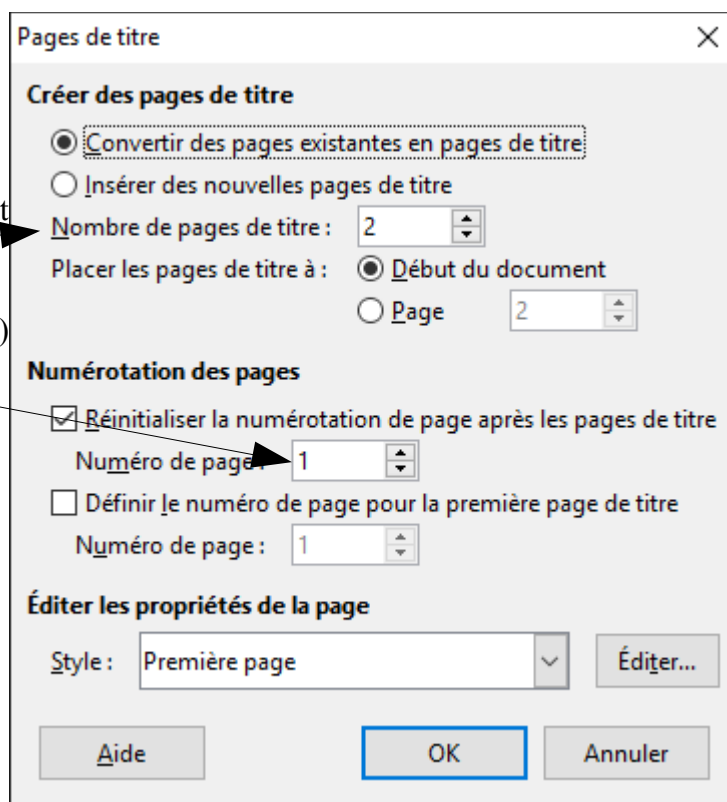 Pages de titre
Créer des pages de titre
Convertir des pages existantes en pages de titre
Insérer des nouvelles pages de titre
t
Nombre de pages de titre : 2
Placer les pages de titre à : Début du document
Page 2
)
Numérotation des pages
Réinitialiser la numérotation de page après les pages de titre
Numéro de page : 1
Définir le numéro de page pour la première page de titre
Numéro de page : 1
Éditer les propriétés de la page
Style : Première page Éditer...
Aide OK Annuler